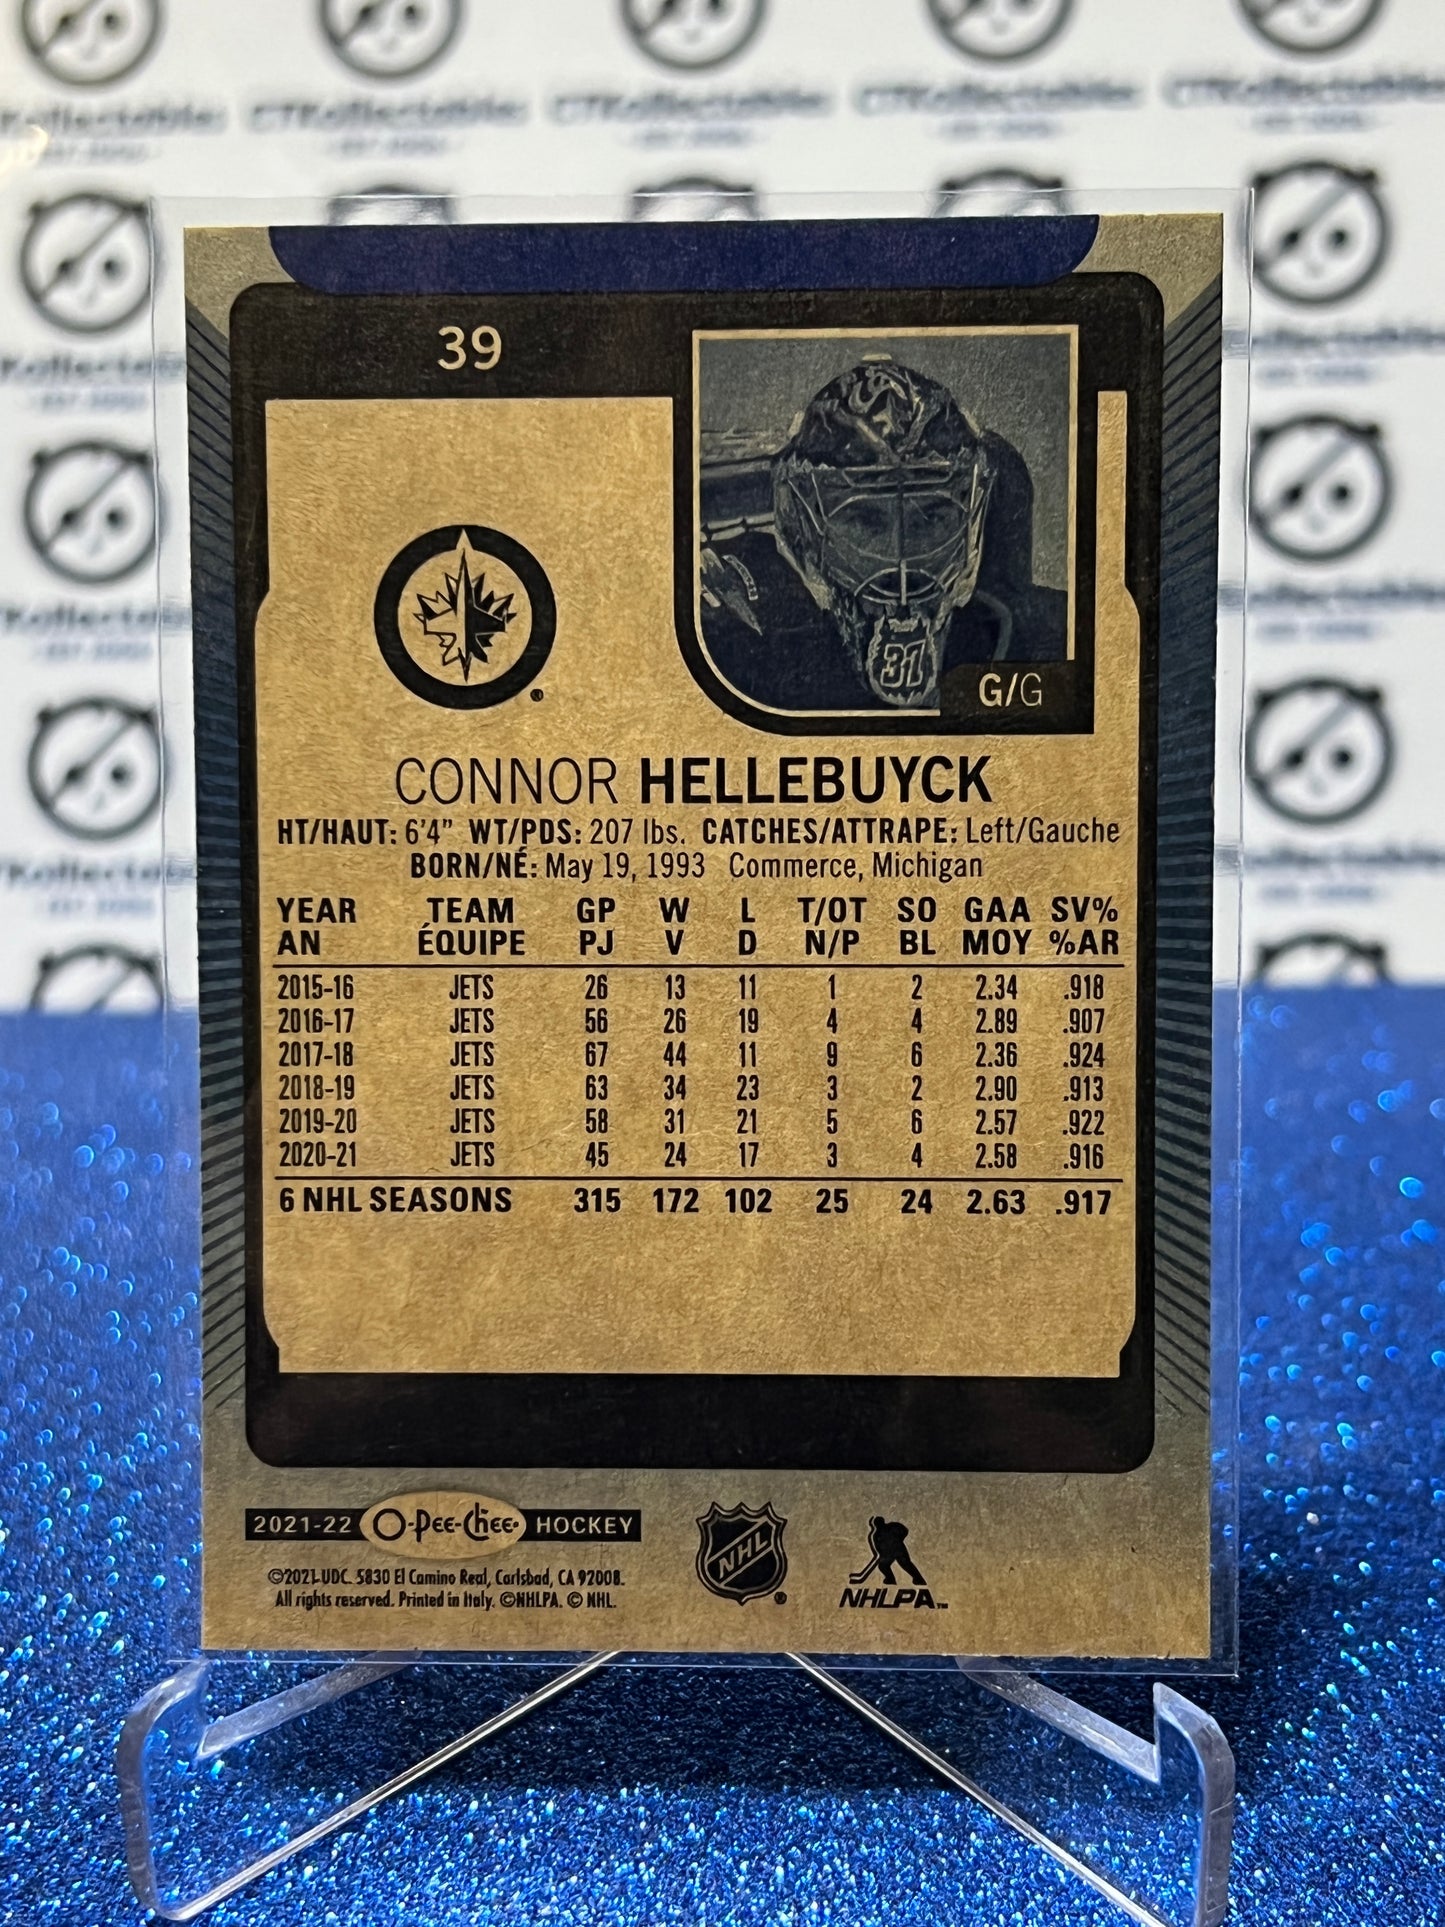 CTKollectables
39
37
G/G
CONNOR HELLEBUYCK
HT/HAUT: 6'4" WT/PDS: 207 lbs. CATCHES/ATTRAPE: Left/Gauche
BORN/NÉ: May 19, 1993 Commerce, Michigan
YEAR TEAM GP W L T/OT SO GAA SV%
AN ÉQUIPE PJ V D N/P BL MOY %AR
2015-16 JETS 26 13 11 1 2 2.34 .918
2016-17 JETS 56 26 19 4 4 2.89 .907
2017-18 JETS 67 44 11 9 6 2.36 .924
2018-19 JETS 63 34 23 3 2 2.90 .913
2019-20 JETS 58 31 21 5 6 2.57 .922
2020-21 JETS 45 24 17 3 4 2.58 .916
6 NHL SEASONS 315 172 102 25 24 2.63 .917
2021-22 O-Pee-Chee HOCKEY
©2021 UDC. 5830 El Camino Real, Carlsbad, CA 92008.
All rights reserved. Printed in Italy. ©NHLPA. © NHL.
NHL ®
NHLPA™